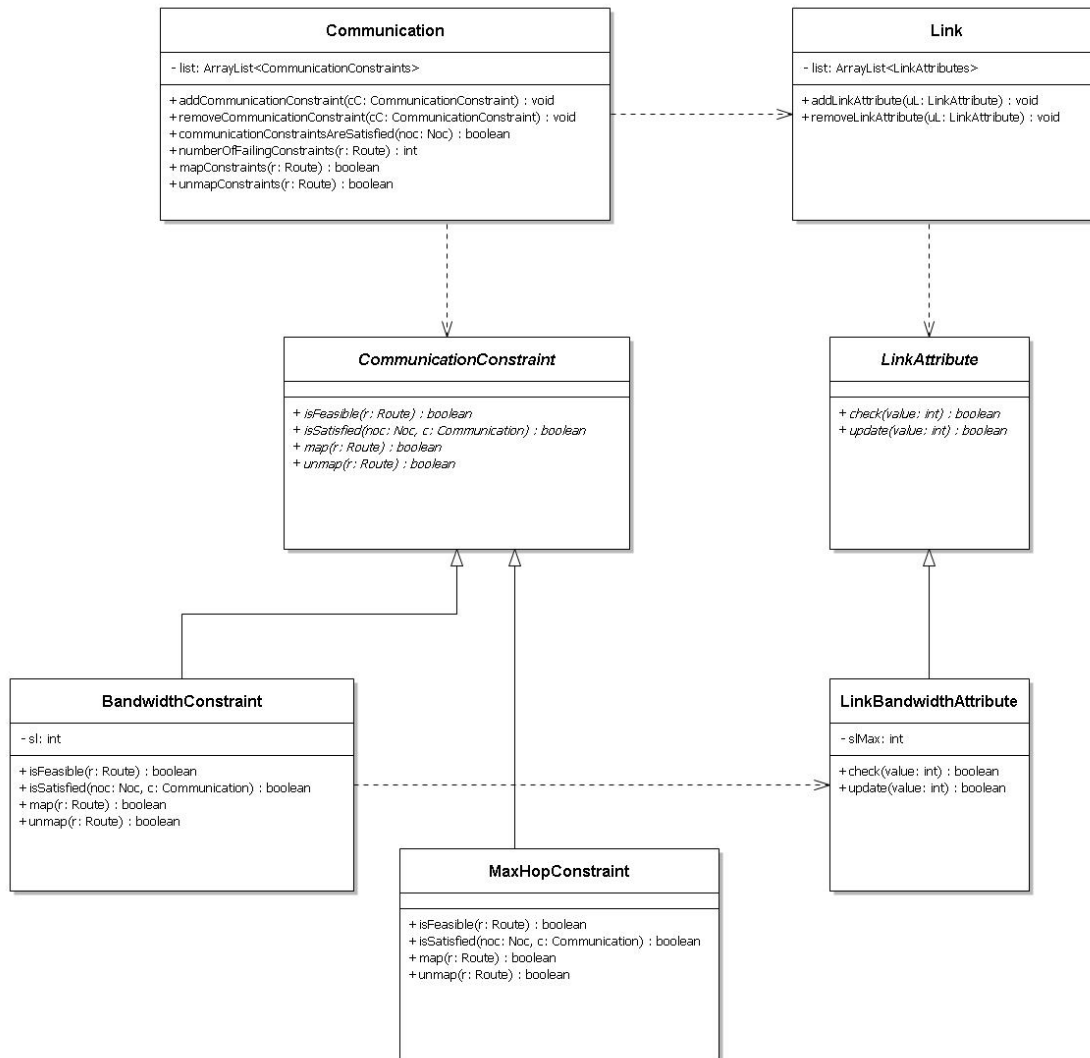 Communication
- list: ArrayList<CommunicationConstraints>
+ addCommunicationConstraint(cC: CommunicationConstraint) : void
+ removeCommunicationConstraint(cC: CommunicationConstraint) : void
+ communicationConstraintsAreSatisfied(noc: Noc) : boolean
+ numberOfFailingConstraints(r: Route) : int
+ mapConstraints(r: Route) : boolean
+ unmapConstraints(r: Route) : boolean
Link
- list: ArrayList<LinkAttributes>
+ addLinkAttribute(uL: LinkAttribute) : void
+ removeLinkAttribute(uL: LinkAttribute) : void
CommunicationConstraint
+ isFeasible(r: Route) : boolean
+ isSatisfied(noc: Noc, c: Communication) : boolean
+ map(r: Route) : boolean
+ unmap(r: Route) : boolean
LinkAttribute
+ check(value: int) : boolean
+ update(value: int) : boolean
BandwidthConstraint
- sl: int
+ isFeasible(r: Route) : boolean
+ isSatisfied(noc: Noc, c: Communication) : boolean
+ map(r: Route) : boolean
+ unmap(r: Route) : boolean
LinkBandwidthAttribute
- slMax: int
+ check(value: int) : boolean
+ update(value: int) : boolean
MaxHopConstraint
+ isFeasible(r: Route) : boolean
+ isSatisfied(noc: Noc, c: Communication) : boolean
+ map(r: Route) : boolean
+ unmap(r: Route) : boolean